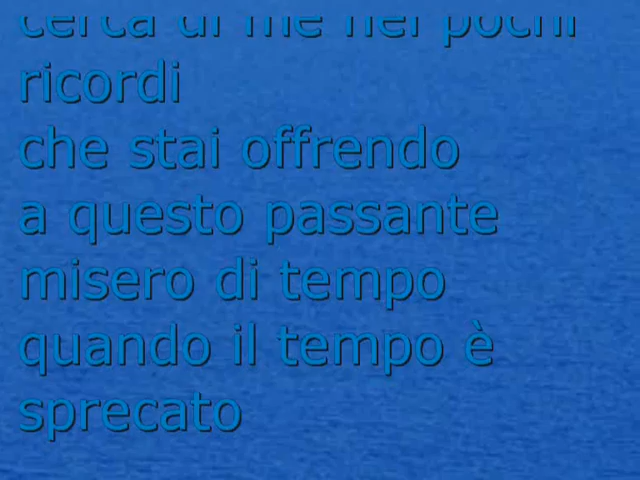 cerca di me nei pochi
ricordi
che stai offrendo
a questo passante
misero di tempo
quando il tempo è
sprecato